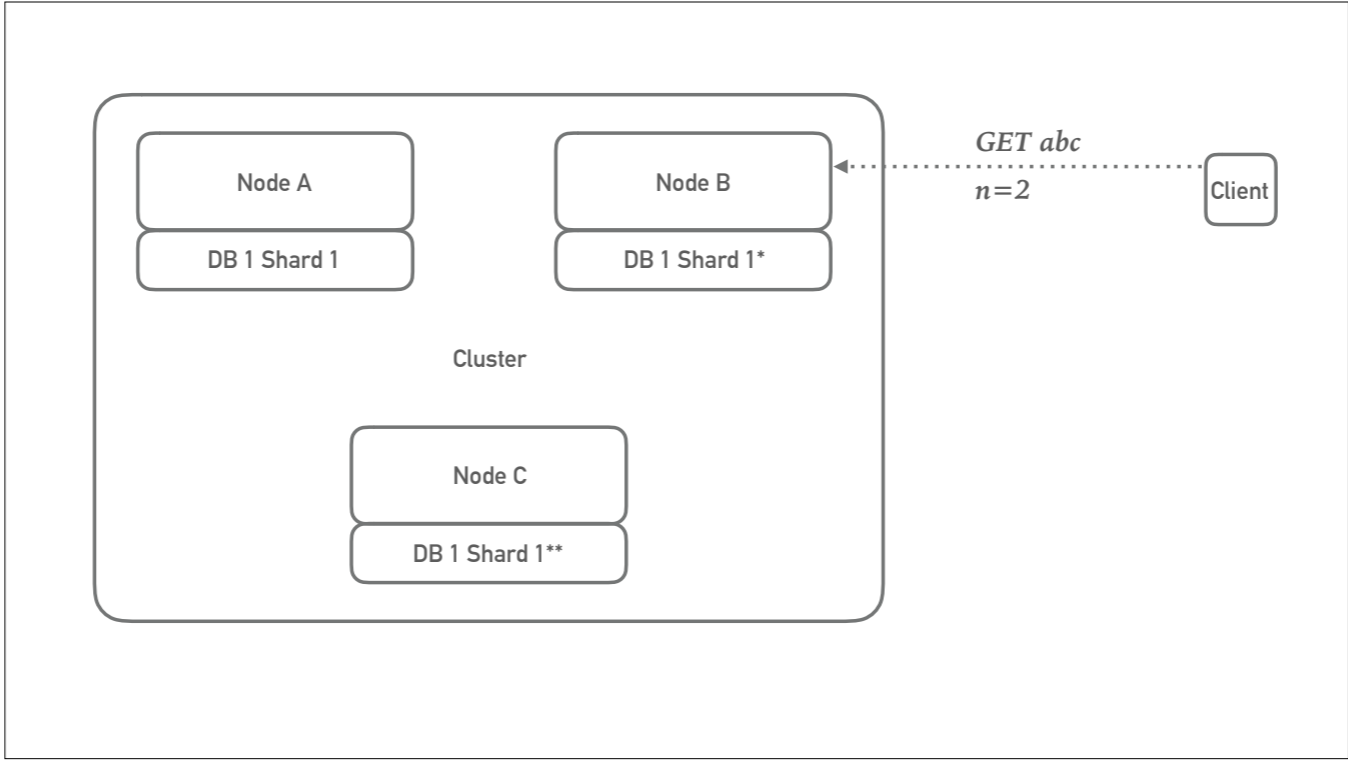 Node A
DB 1 Shard 1
Node B
DB 1 Shard 1*
GET abc
n=2
Client
Cluster
Node C
DB 1 Shard 1**